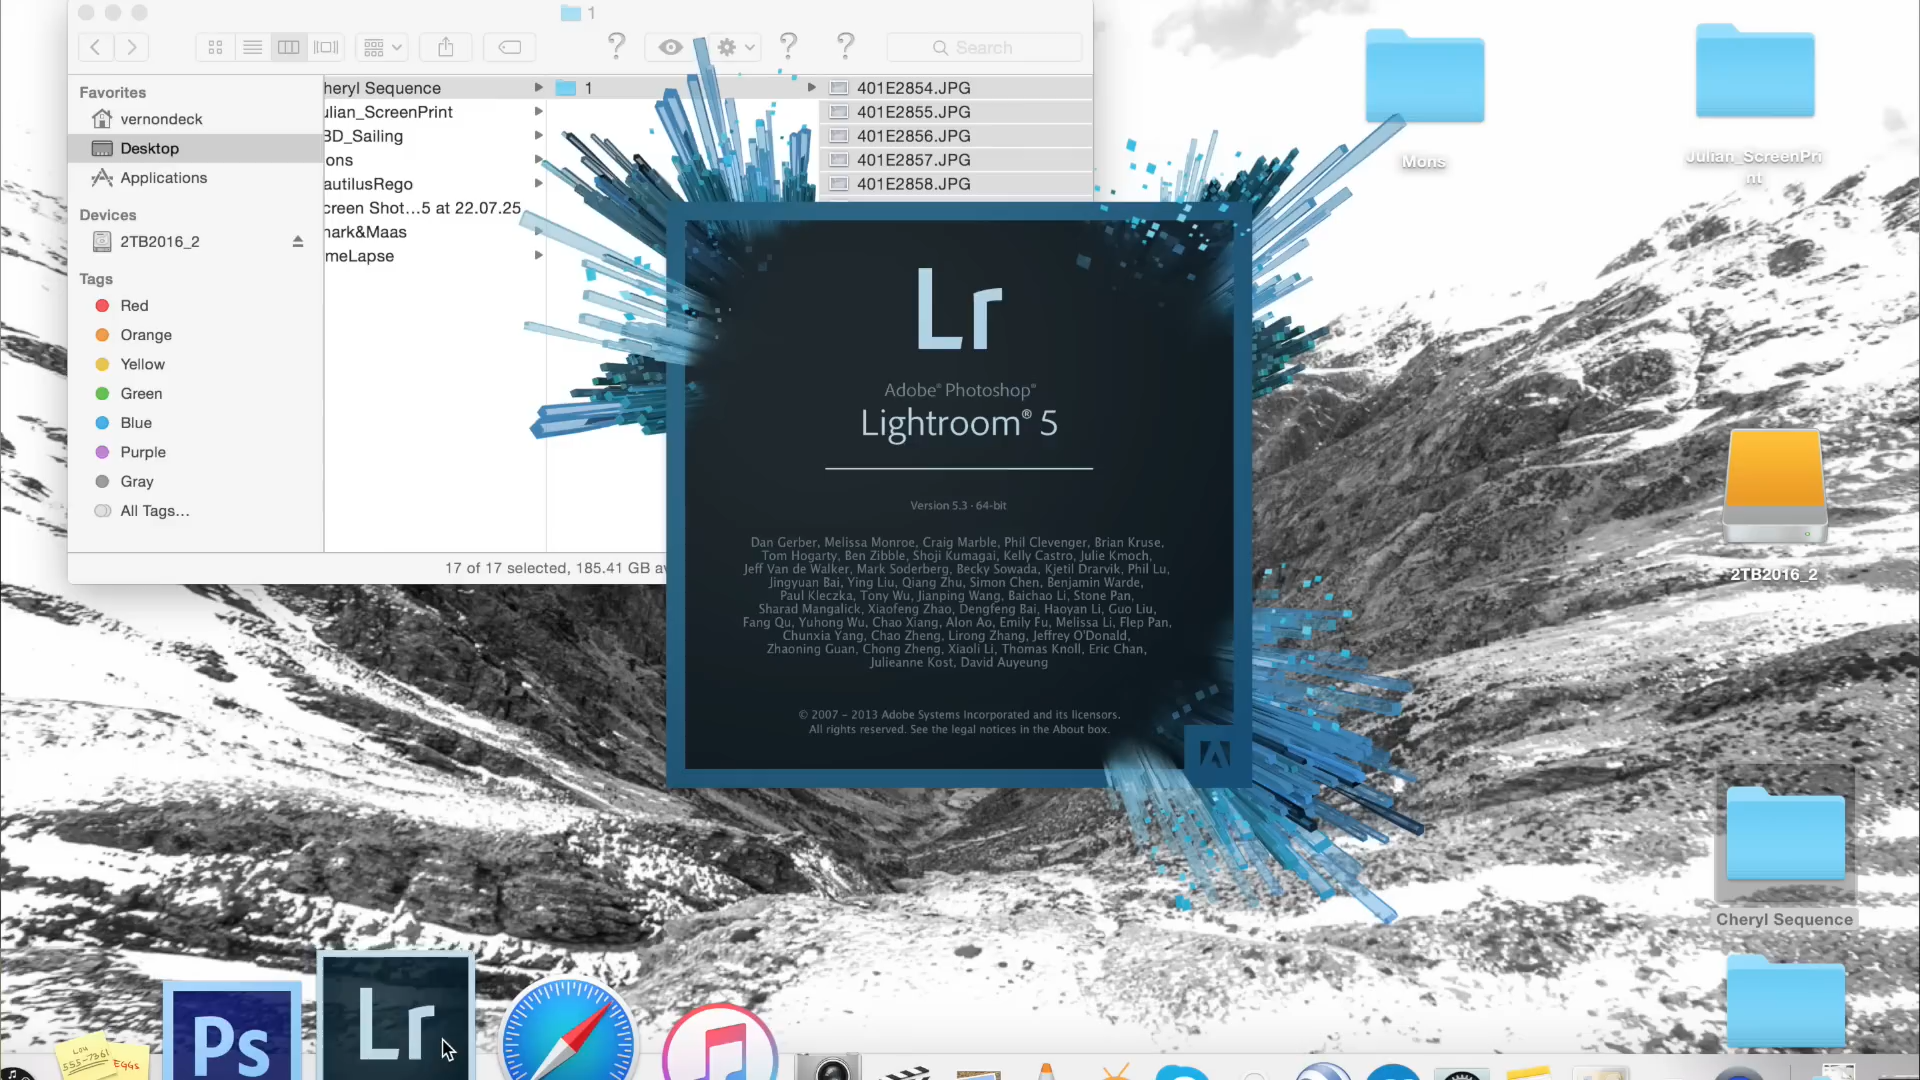 1
Search
Favorites
vernondeck
Desktop
Applications
Devices
2TB2016_2
Tags
Red
Orange
Yellow
Green
Blue
Purple
Gray
All Tags...
heryl Sequence
ulian_ScreenPrint
BD_Sailing
ons
autilusRego
creen Shot...5 at 22.07.25
hark&Maas
meLapse
1
401E2854.JPG
401E2855.JPG
401E2856.JPG
401E2857.JPG
401E2858.JPG
17 of 17 selected, 185.41 GB av
Lr
Adobe® Photoshop®
Lightroom® 5
Version 5.3 · 64-bit
Dan Gerber, Melissa Monroe, Craig Marble, Phil Clevenger, Brian Kruse,
Tom Hogarty, Ben Zibble, Shoji Kumagai, Kelly Castro, Julie Kmoch,
Jeff Van de Walker, Mark Soderberg, Becky Sowada, Kjetil Drarvik, Phil Lu,
Jingyuan Bai, Ying Liu, Qiang Zhu, Simon Chen, Benjamin Warde,
Paul Kleczka, Tony Wu, Jianping Wang, Baichao Li, Stone Pan,
Sharad Mangalick, Xiaofeng Zhao, Dengfeng Bai, Haoyan Li, Guo Liu,
Fang Qu, Yuhong Wu, Chao Xiang, Alon Ao, Emily Fu, Melissa Li, Flep Pan,
Chunxia Yang, Chao Zheng, Lirong Zhang, Jeffrey O'Donald,
Zhaoning Guan, Chong Zheng, Xiaoli Li, Thomas Knoll, Eric Chan,
Julieanne Kost, David Auyeung
© 2007 - 2013 Adobe Systems Incorporated and its licensors.
All rights reserved. See the legal notices in the About box.
Mons
Julian_ScreenPri
nt
2TB2016_2
Cheryl Sequence
LOU
555-7361
EGGS
Ps
Lr